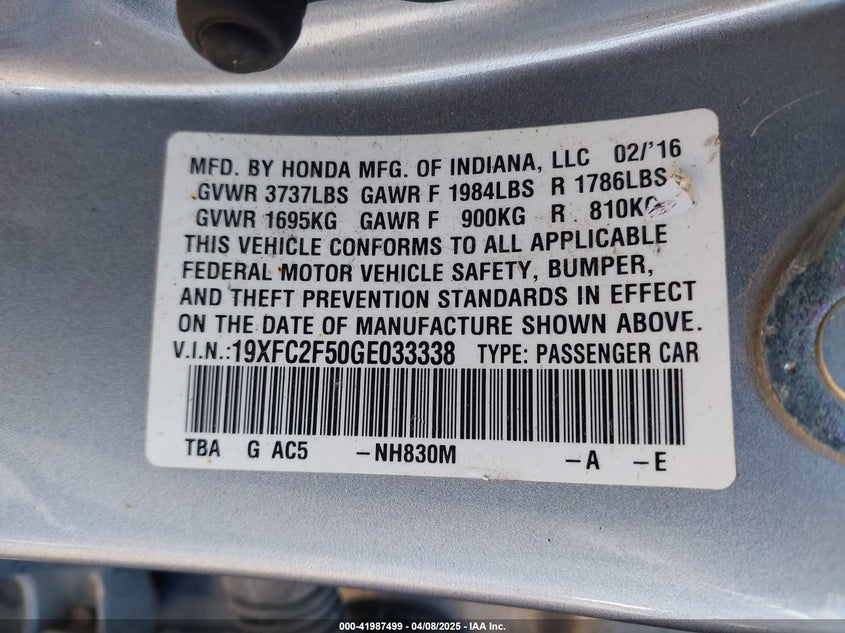 MFD. BY HONDA MFG. OF INDIANA, LLC 02/'16
GVWR 3737LBS GAWR F 1984LBS R 1786LBS
GVWR 1695KG GAWR F 900KG R 810KG
THIS VEHICLE CONFORMS TO ALL APPLICABLE
FEDERAL MOTOR VEHICLE SAFETY, BUMPER,
AND THEFT PREVENTION STANDARDS IN EFFECT
ON THE DATE OF MANUFACTURE SHOWN ABOVE.
V.I.N.:19XFC2F50GE033338 TYPE: PASSENGER CAR
TBA G AC5 -NH830M -A -E
000-41987499 - 04/08/2025 - IAA Inc.